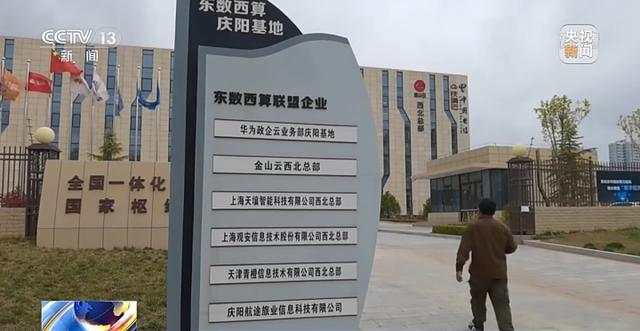 CCTV 13
新闻
央视新闻
东数西算
庆阳基地
东数西算联盟企业
华为政企云业务部庆阳基地
金山云西北总部
上海天壤智能科技有限公司西北总部
上海观安信息技术股份有限公司西北总部
天津青橙信息技术有限公司西北总部
庆阳航途旅业信息科技有限公司
全国一体化
国家枢纽
西北总部